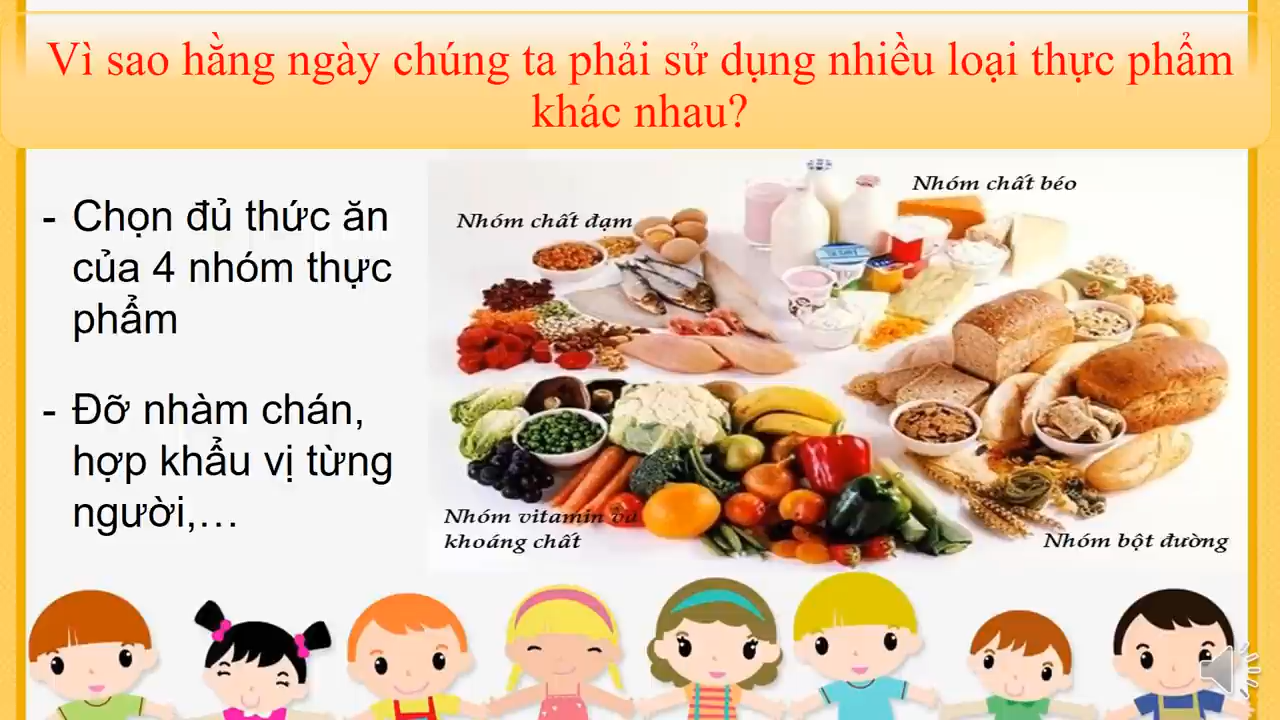 Vì sao hằng ngày chúng ta phải sử dụng nhiều loại thực phẩm
khác nhau?
- Chọn đủ thức ăn
của 4 nhóm thực
phẩm
- Đỡ nhàm chán,
hợp khẩu vị từng
người,...
Nhóm chất đạm
Nhóm chất béo
Nhóm vitamin và
khoáng chất
Nhóm bột đường